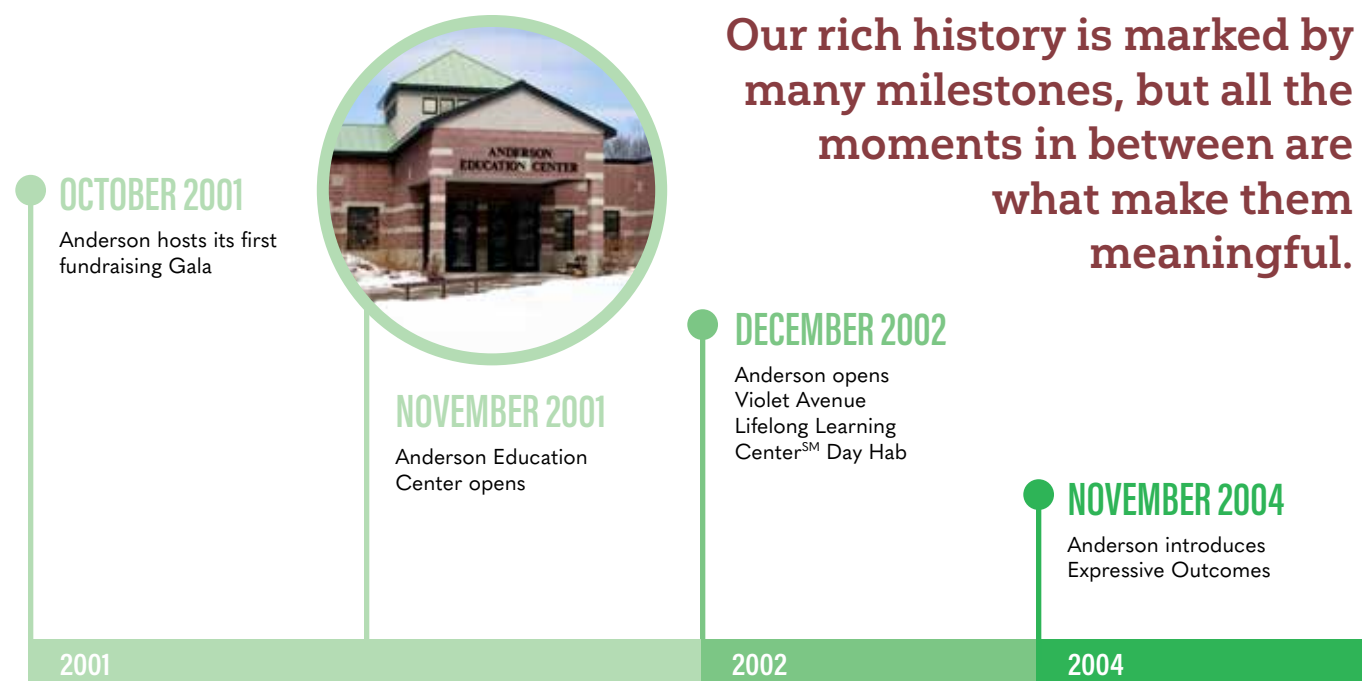 Our rich history is marked by
many milestones, but all the
moments in between are
what make them
meaningful.
OCTOBER 2001
Anderson hosts its first
fundraising Gala
ANDERSON
EDUCATION CENTER
NOVEMBER 2001
Anderson Education
Center opens
DECEMBER 2002
Anderson opens
Violet Avenue
Lifelong Learning
Center℠ Day Hab
NOVEMBER 2004
Anderson introduces
Expressive Outcomes
2001
2002
2004